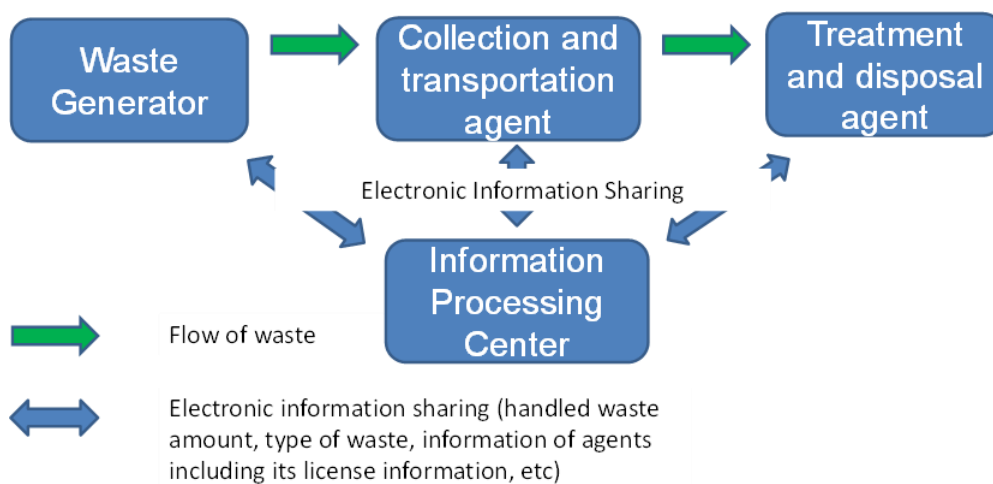 Waste
Generator
Collection and
transportation
agent
Treatment
and disposal
agent
Electronic Information Sharing
Information
Processing
Center
Flow of waste
Electronic information sharing (handled waste
amount, type of waste, information of agents
including its license information, etc)